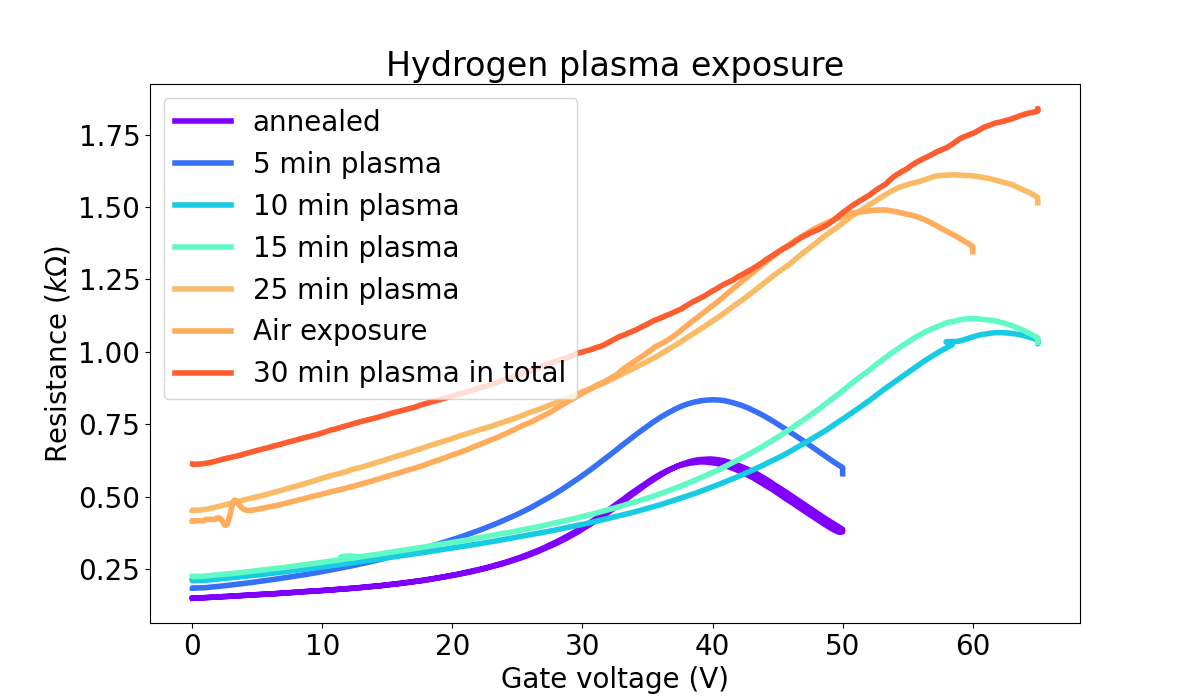 Hydrogen plasma exposure
annealed
5 min plasma
10 min plasma
15 min plasma
25 min plasma
Air exposure
30 min plasma in total
Resistance (kΩ)
1.75
1.50
1.25
1.00
0.75
0.50
0.25
0 10 20 30 40 50 60
Gate voltage (V)